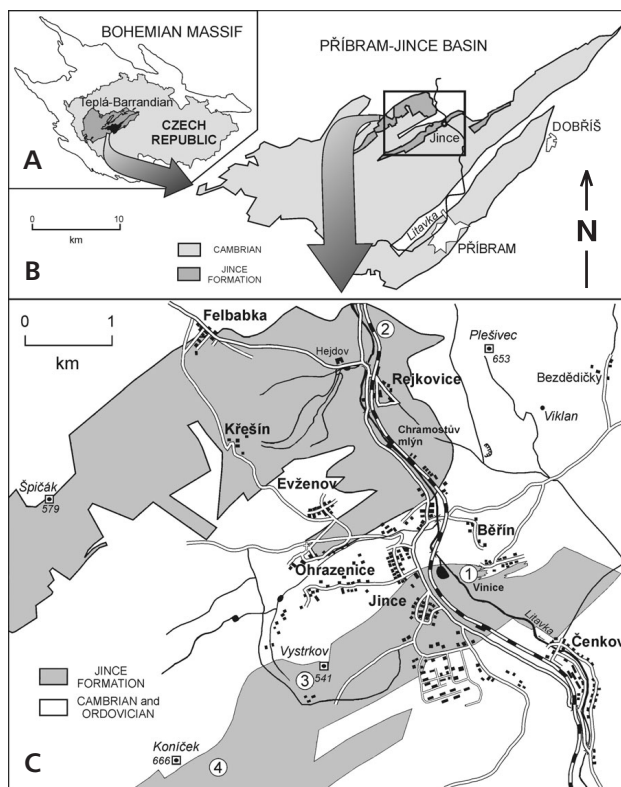 BOHEMIAN MASSIF
Teplá-Barrandian
CZECH
REPUBLIC
A
PŘÍBRAM-JINCE BASIN
Jince
DOBŘÍŠ
Litavka
PŘÍBRAM
N
0 10
km
CAMBRIAN
JINCE
FORMATION
B
0 1
km
Felbabka
2
Hejdov
Rejkovice
Plešivec
653
Bezdědičky
Viklan
Křešín
Chramostův
mlýn
Špičák
579
Evženov
Běřín
Ohrazenice
1
Vinice
Jince
Litavka
Čenkov
Vystrkov
541
3
JINCE
FORMATION
CAMBRIAN and
ORDOVICIAN
Koníček
666
4
C